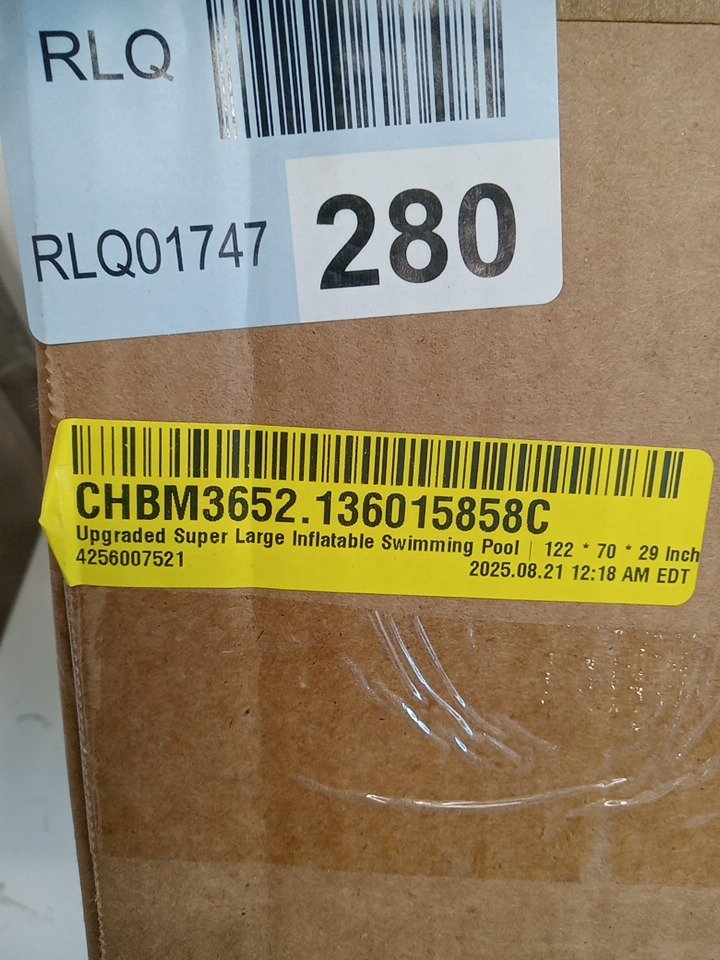 RLQ
RLQ01747
280
CHBM3652.136015858C
Upgraded Super Large Inflatable Swimming Pool | 122 * 70 * 29 Inch
4256007521
2025.08.21 12:18 AM EDT